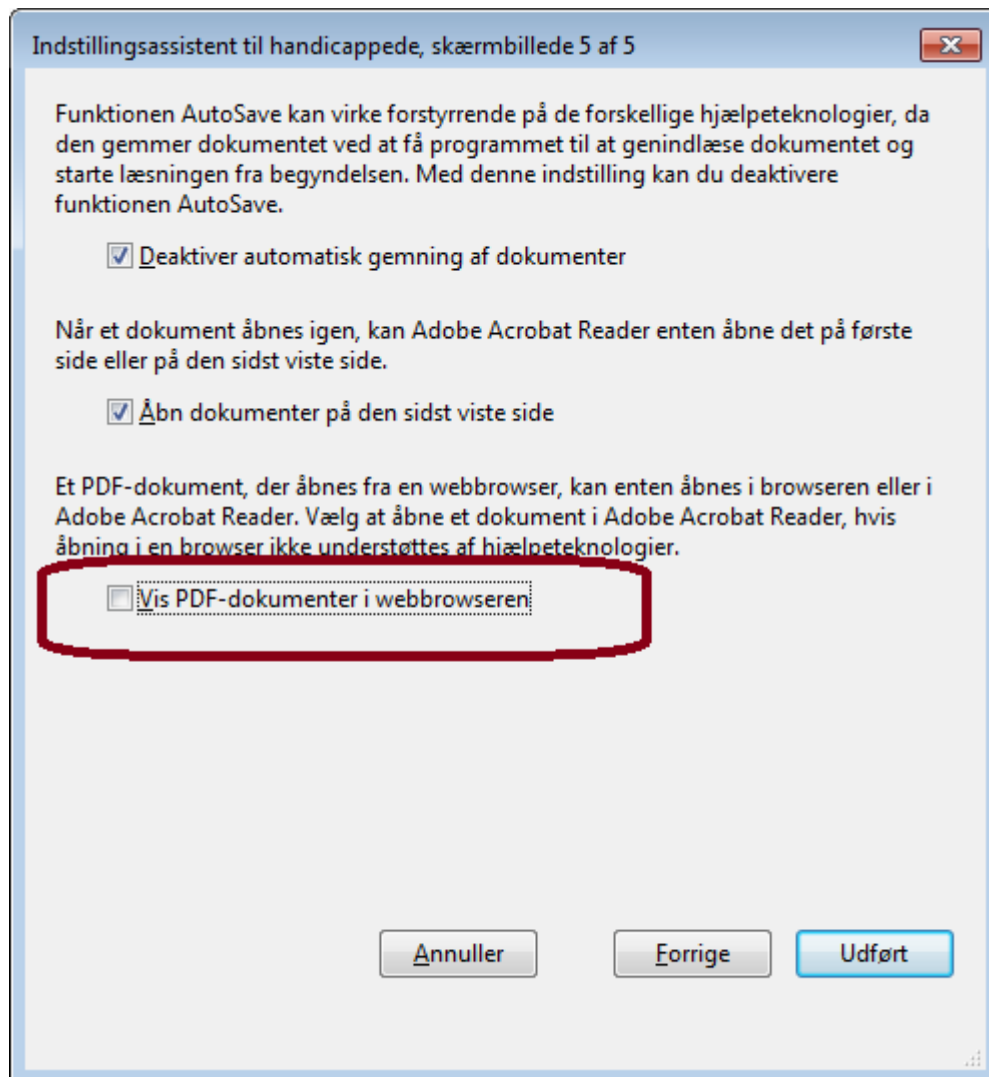 Indstillingsassistent til handicappede, skærmbillede 5 af 5
Funktionen AutoSave kan virke forstyrrende på de forskellige hjælpeteknologier, da
den gemmer dokumentet ved at få programmet til at genindlæse dokumentet og
starte læsningen fra begyndelsen. Med denne indstilling kan du deaktivere
funktionen AutoSave.
Deaktiver automatisk gemning af dokumenter
Når et dokument åbnes igen, kan Adobe Acrobat Reader enten åbne det på første
side eller på den sidst viste side.
Åbn dokumenter på den sidst viste side
Et PDF-dokument, der åbnes fra en webbrowser, kan enten åbnes i browseren eller i
Adobe Acrobat Reader. Vælg at åbne et dokument i Adobe Acrobat Reader, hvis
åbning i en browser ikke understøttes af hjælpeteknologier.
Vis PDF-dokumenter i webbrowseren
Annuller
Forrige
Udført